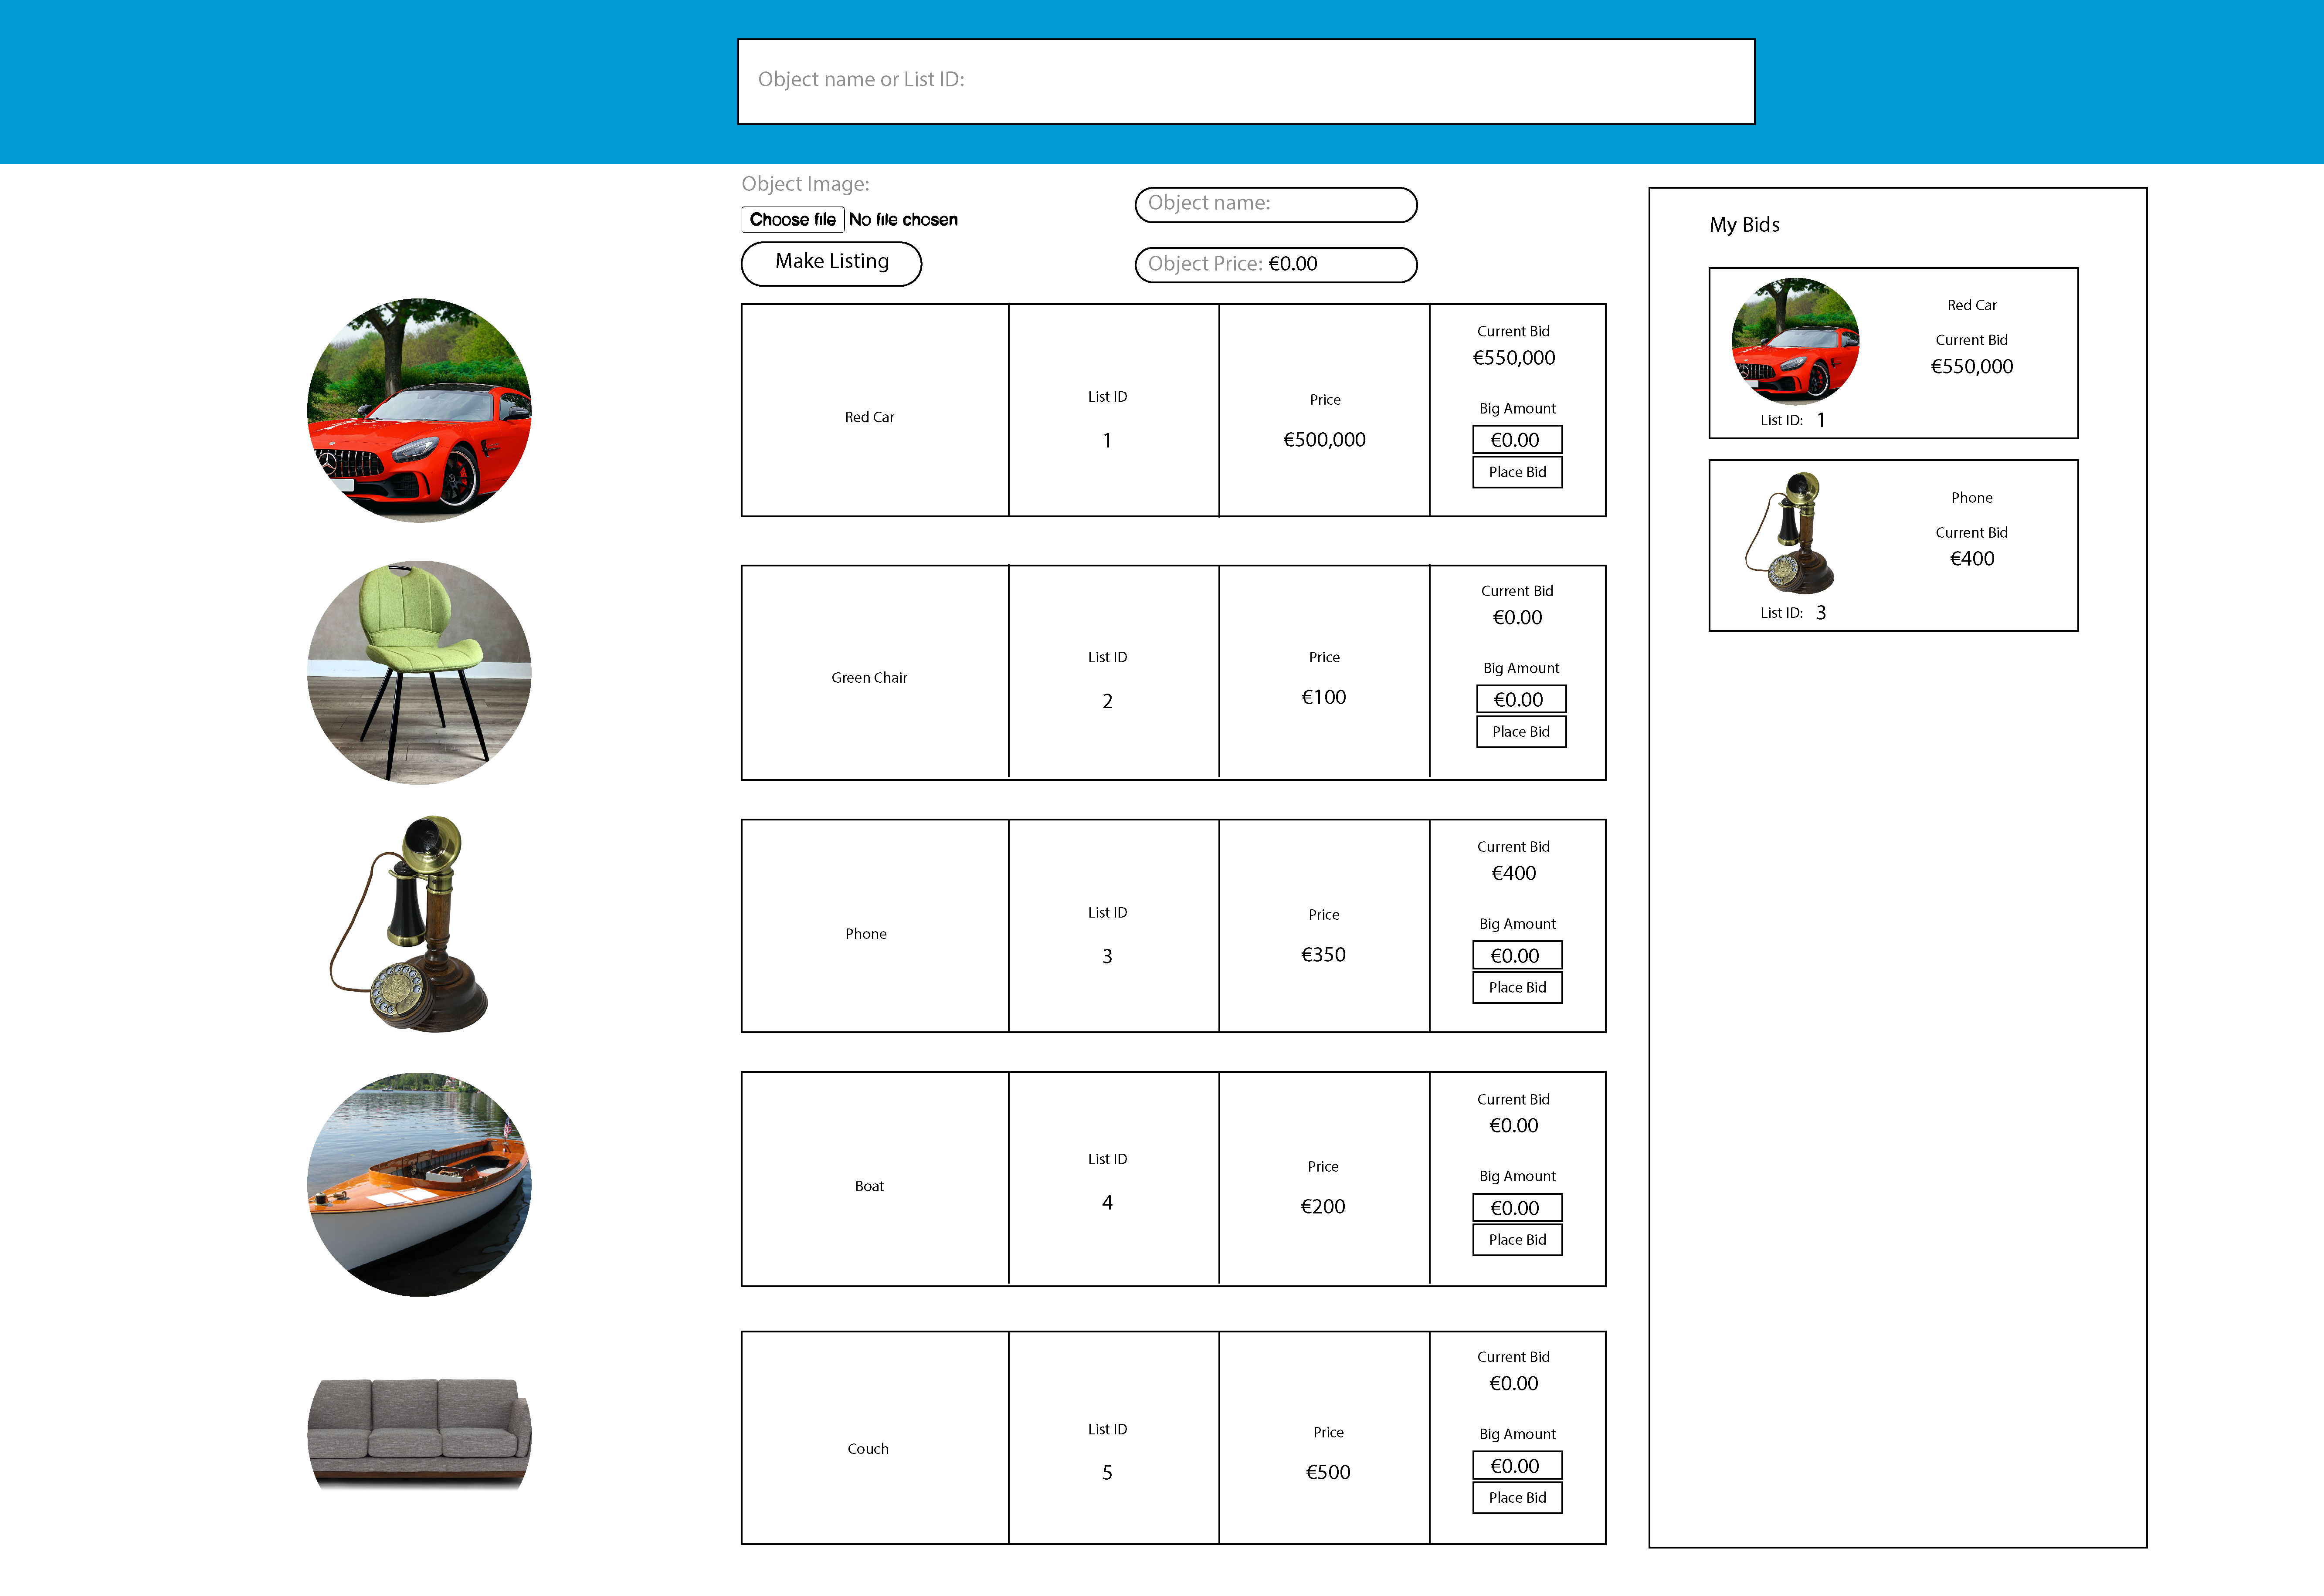 Object name or List ID:
Object Image:
Choose file No file chosen
Make Listing
Object name:
Object Price: €0.00
Red Car
List ID
1
Price
€500,000
Current Bid
€550,000
Big Amount
€0.00
Place Bid
Green Chair
List ID
2
Price
€100
Current Bid
€0.00
Big Amount
€0.00
Place Bid
Phone
List ID
3
Price
€350
Current Bid
€400
Big Amount
€0.00
Place Bid
Boat
List ID
4
Price
€200
Current Bid
€0.00
Big Amount
€0.00
Place Bid
Couch
List ID
5
Price
€500
Current Bid
€0.00
Big Amount
€0.00
Place Bid
My Bids
Red Car
Current Bid
€550,000
List ID: 1
Phone
Current Bid
€400
List ID: 3